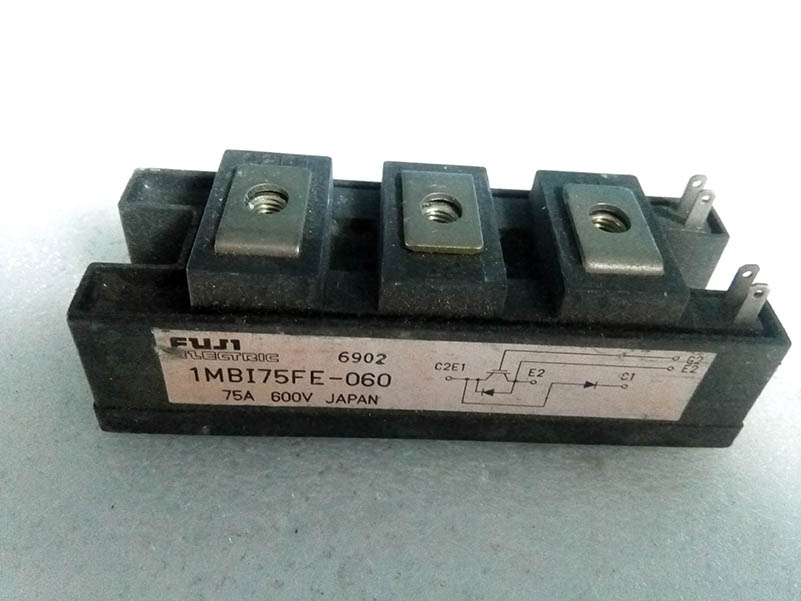 FUJI
ELECTRIC
6902
1MBI75FE-060
75A 600V JAPAN
C2E1
E2
C1
G2
E2